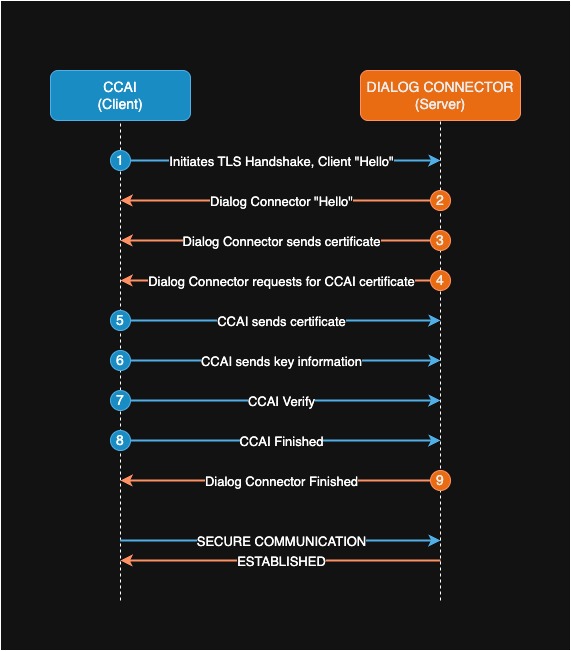 CCAI
(Client)
DIALOG CONNECTOR
(Server)
1 Initiates TLS Handshake, Client "Hello"
Dialog Connector "Hello" 2
Dialog Connector sends certificate 3
Dialog Connector requests for CCAI certificate 4
5 CCAI sends certificate
6 CCAI sends key information
7 CCAI Verify
8 CCAI Finished
Dialog Connector Finished 9
SECURE COMMUNICATION
ESTABLISHED